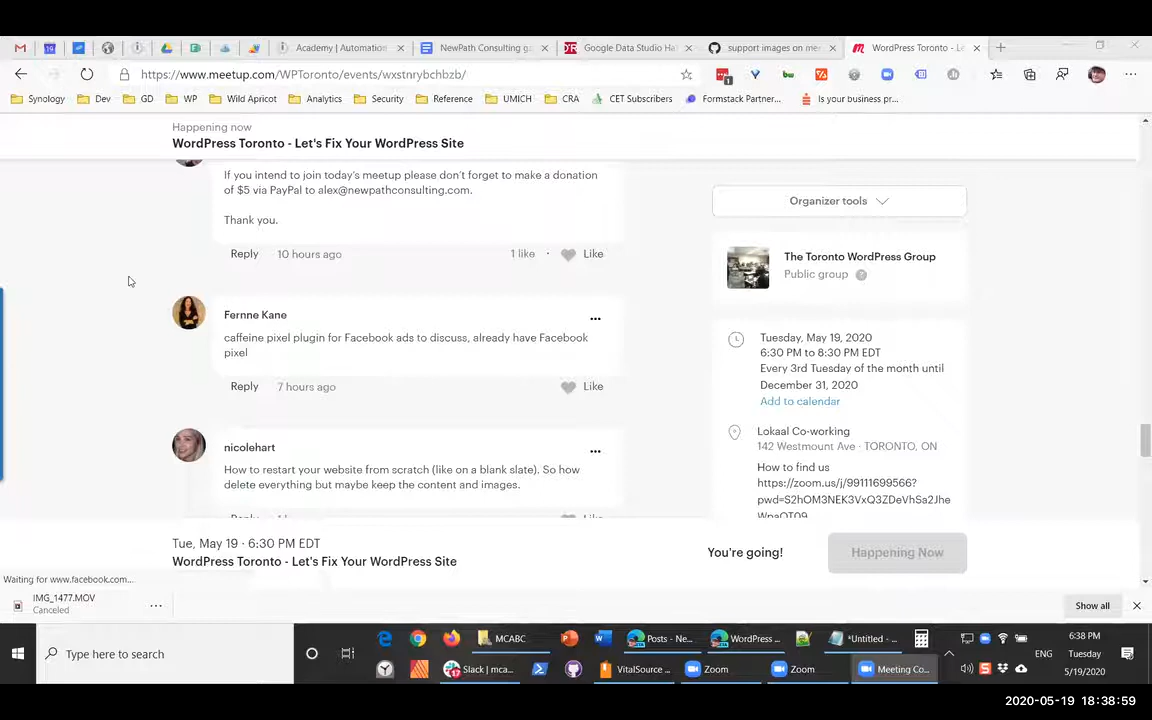 Academy | Automation
NewPath Consulting g
Google Data Studio Ha
support images on me
WordPress Toronto - Le
https://www.meetup.com/WPToronto/events/wxstnrybchbzb/
1
Synology
Dev
GD
WP
Wild Apricot
Analytics
Security
Reference
UMICH
CRA
CET Subscribers
Formstack Partner...
Is your business pr...
Happening now
WordPress Toronto - Let's Fix Your WordPress Site
If you intend to join today's meetup please don't forget to make a donation
of $5 via PayPal to alex@newpathconsulting.com.
Thank you.
Reply 10 hours ago 1 like · Like
Fernne Kane
caffeine pixel plugin for Facebook ads to discuss, already have Facebook
pixel
Reply 7 hours ago Like
nicolehart
How to restart your website from scratch (like on a blank slate). So how
delete everything but maybe keep the content and images.
Organizer tools
The Toronto WordPress Group
Public group ?
Tuesday, May 19, 2020
6:30 PM to 8:30 PM EDT
Every 3rd Tuesday of the month until
December 31, 2020
Add to calendar
Lokaal Co-working
142 Westmount Ave · TORONTO, ON
How to find us
https://zoom.us/j/99111699566?
pwd=S2hOM3NEK3VxQ3ZDeVhSa2Jhe
Tue, May 19 · 6:30 PM EDT
WordPress Toronto - Let's Fix Your WordPress Site
You're going!
Happening Now
Waiting for www.facebook.com...
IMG_1477.MOV
Canceled
Show all
Type here to search
MCABC
Posts - Ne...
WordPress ...
*Untitled - ...
Slack | mca...
VitalSource ...
Zoom
Zoom
Meeting Co...
ENG
6:38 PM
Tuesday
5/19/2020
2020-05-19 18:38:59